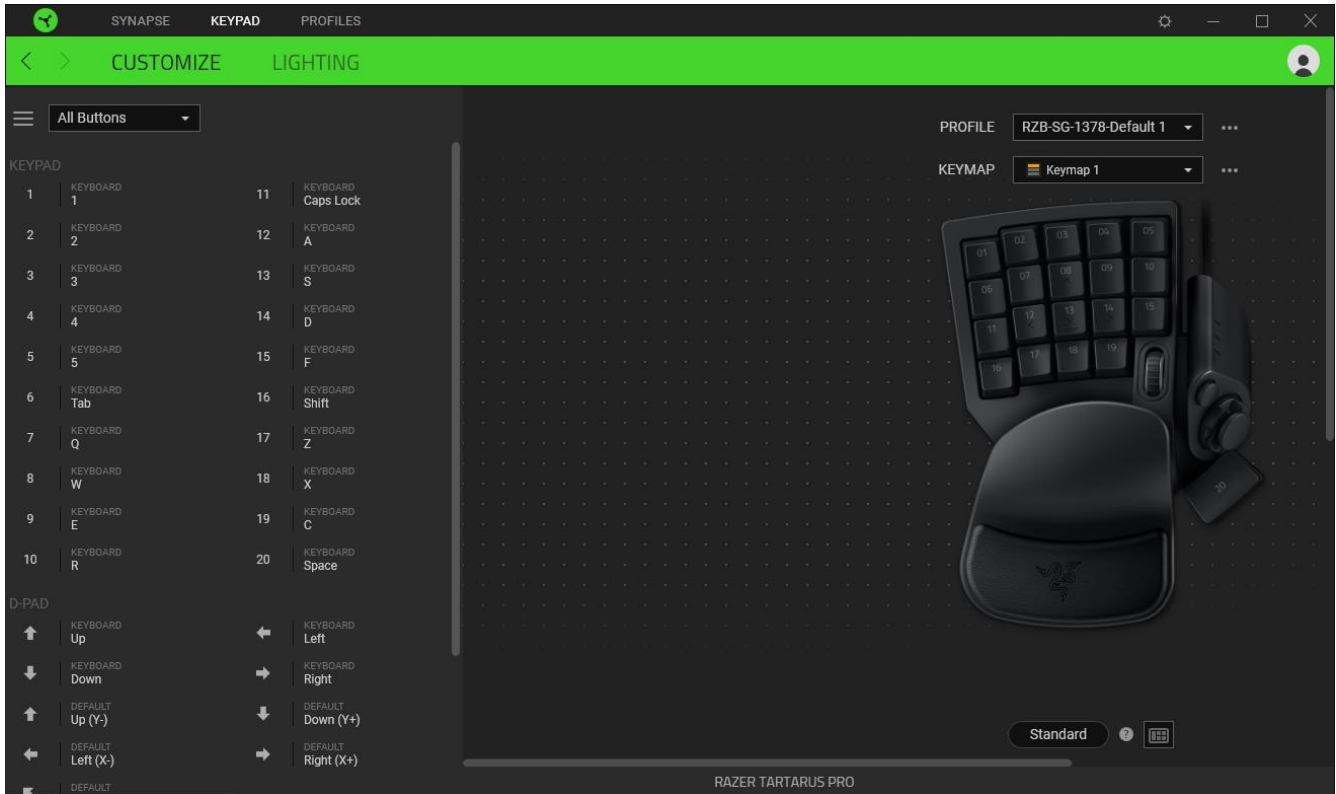 SYNAPSE KEYPAD PROFILES
CUSTOMIZE LIGHTING
All Buttons
PROFILE RZB-SG-1378-Default 1
KEYMAP Keymap 1
KEYPAD
1 KEYBOARD 1 11 KEYBOARD Caps Lock
2 KEYBOARD 2 12 KEYBOARD A
3 KEYBOARD 3 13 KEYBOARD S
4 KEYBOARD 4 14 KEYBOARD D
5 KEYBOARD 5 15 KEYBOARD F
6 KEYBOARD Tab 16 KEYBOARD Shift
7 KEYBOARD Q 17 KEYBOARD Z
8 KEYBOARD W 18 KEYBOARD X
9 KEYBOARD E 19 KEYBOARD C
10 KEYBOARD R 20 KEYBOARD Space
D-PAD
KEYBOARD Up KEYBOARD Left
KEYBOARD Down KEYBOARD Right
DEFAULT Up (Y-) DEFAULT Down (Y+)
DEFAULT Left (X-) DEFAULT Right (X+)
DEFAULT
01 02 03 04 05
06 07 08 09 10
11 12 13 14 15
16 17 18 19
20
Standard ?
RAZER TARTARUS PRO